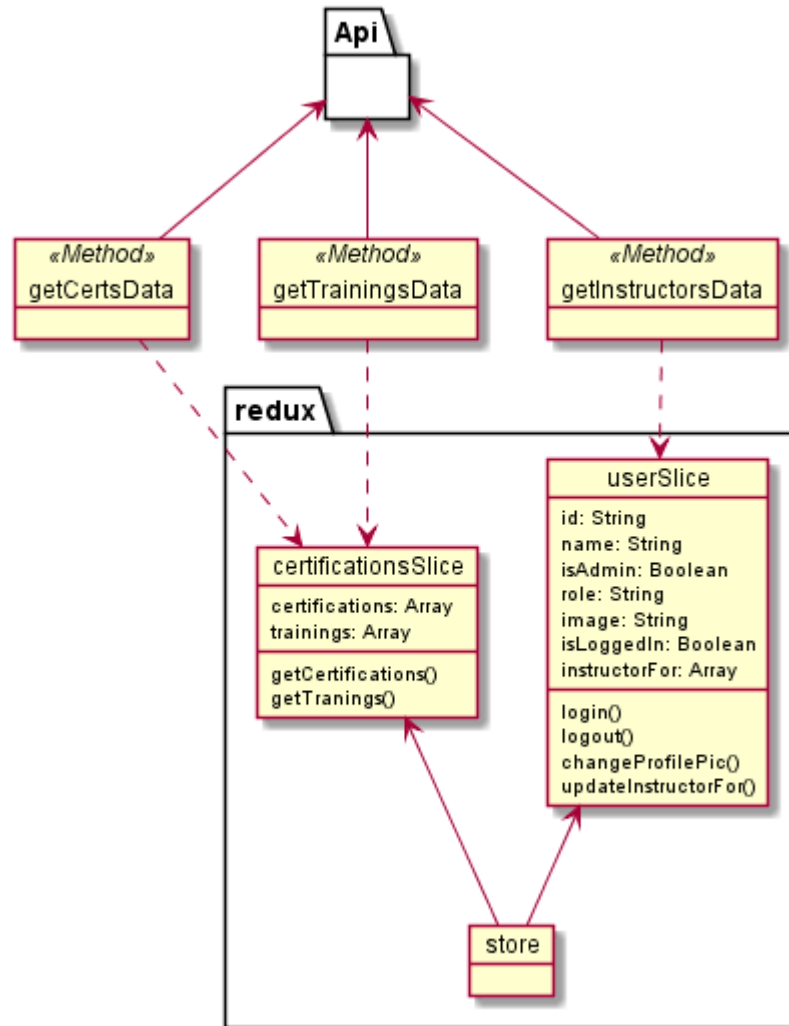 Api
«Method»
getCertsData
«Method»
getTrainingsData
«Method»
getInstructorsData
redux
certificationsSlice
certifications: Array
trainings: Array
getCertifications()
getTranings()
userSlice
id: String
name: String
isAdmin: Boolean
role: String
image: String
isLoggedIn: Boolean
instructorFor: Array
login()
logout()
changeProfilePic()
updateInstructorFor()
store